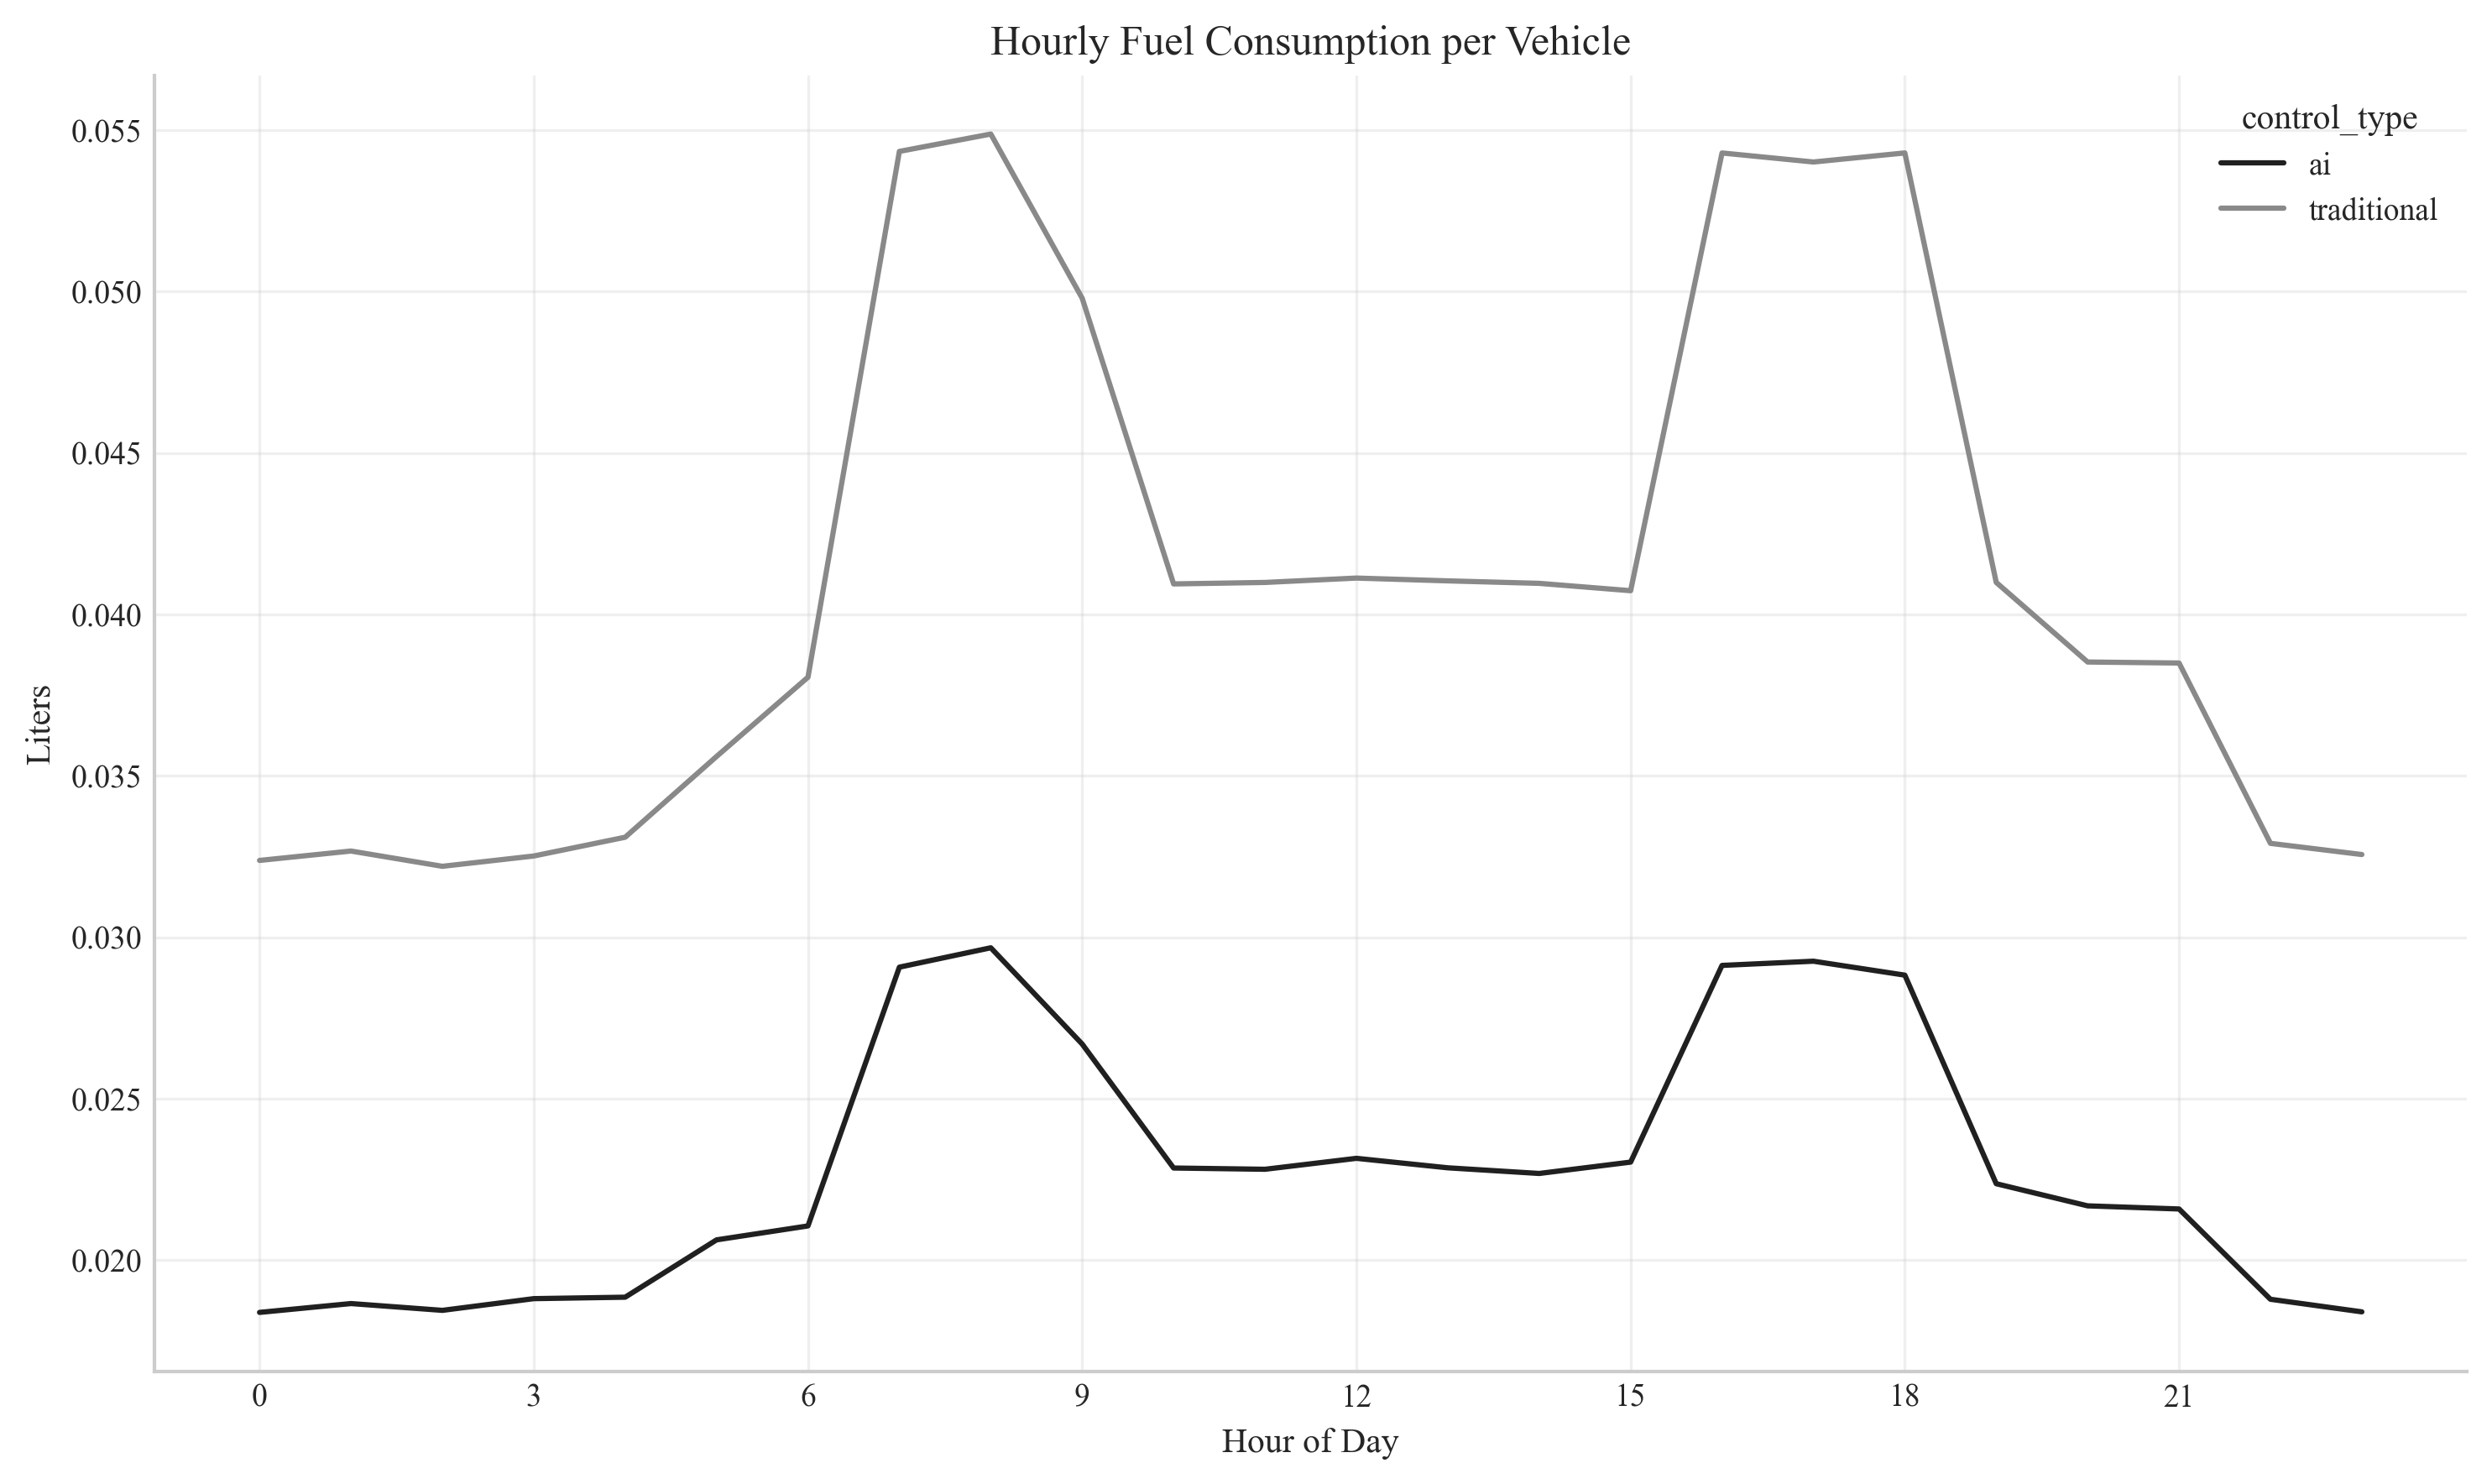 Hourly Fuel Consumption per Vehicle
control_type
ai
traditional
0.055
0.050
0.045
0.040
0.035
0.030
0.025
0.020
Liters
0 3 6 9 12 15 18 21
Hour of Day